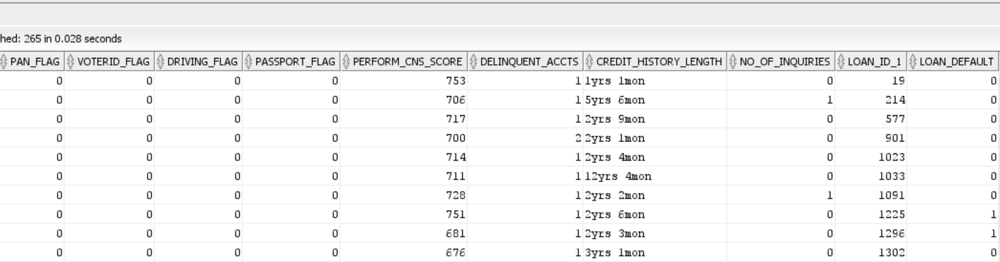 hed: 265 in 0.028 seconds
PAN_FLAG VOTERID_FLAG DRIVING_FLAG PASSPORT_FLAG PERFORM_CNS_SCORE DELINQUENT_ACCTS CREDIT_HISTORY_LENGTH NO_OF_INQUIRIES LOAN_ID_1 LOAN_DEFAULT
0 0 0 0 753 1 1yrs 1mon 0 19 0
0 0 0 0 706 1 5yrs 6mon 1 214 0
0 0 0 0 717 1 2yrs 9mon 0 577 0
0 0 0 0 700 2 2yrs 1mon 0 901 0
0 0 0 0 714 1 2yrs 4mon 0 1023 0
0 0 0 0 711 1 12yrs 4mon 0 1033 0
0 0 0 0 728 1 2yrs 2mon 1 1091 0
0 0 0 0 751 1 2yrs 6mon 0 1225 1
0 0 0 0 681 1 2yrs 3mon 0 1296 1
0 0 0 0 676 1 3yrs 1mon 0 1302 0